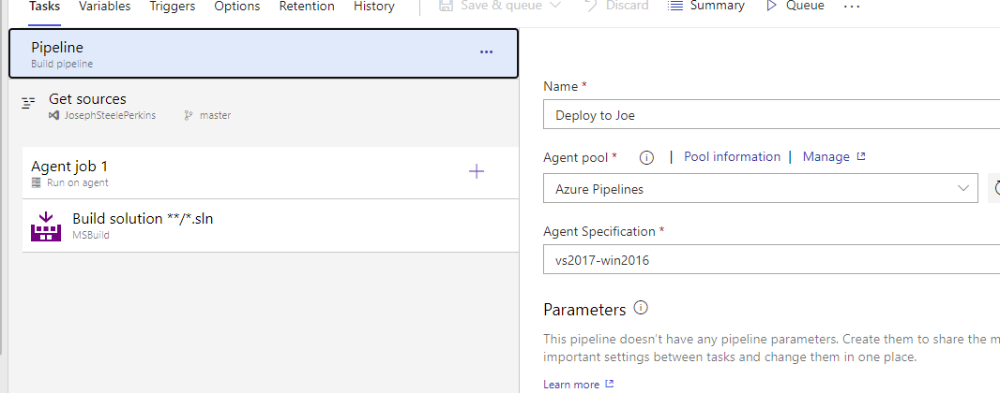 Tasks Variables Triggers Options Retention History Save & queue Discard Summary Queue ...
Pipeline
Build pipeline
Get sources
JosephSteelePerkins master
Agent job 1
Run on agent
Build solution **/*.sln
MSBuild
Name *
Deploy to Joe
Agent pool * | Pool information | Manage
Azure Pipelines
Agent Specification *
vs2017-win2016
Parameters
This pipeline doesn't have any pipeline parameters. Create them to share the m
important settings between tasks and change them in one place.
Learn more